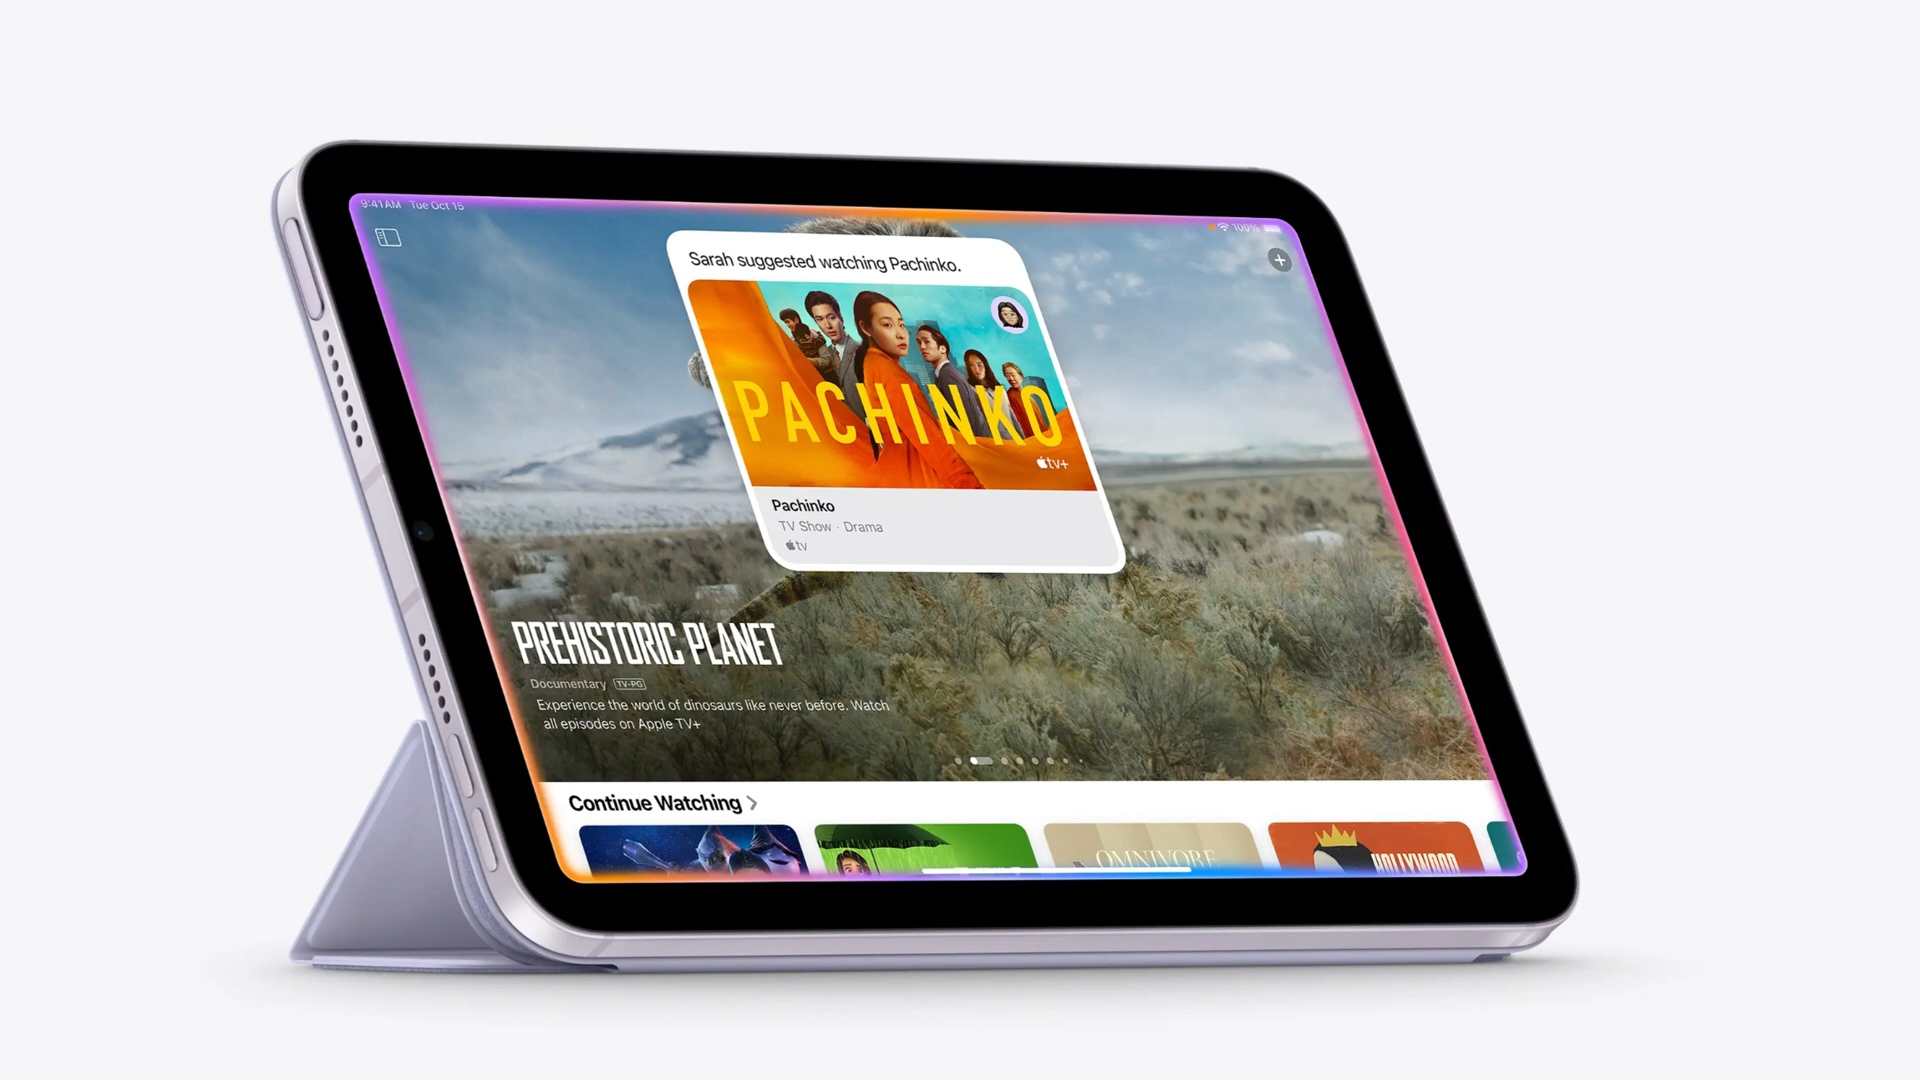 9:41 AM Tue Oct 15
100%
Sarah suggested watching Pachinko.
PACHINKO
tv+
Pachinko
TV Show · Drama
tv
PREHISTORIC PLANET
Documentary TV-PG
Experience the world of dinosaurs like never before. Watch
all episodes on Apple TV+
Continue Watching
OMNIVORE
HOLLYWOOD